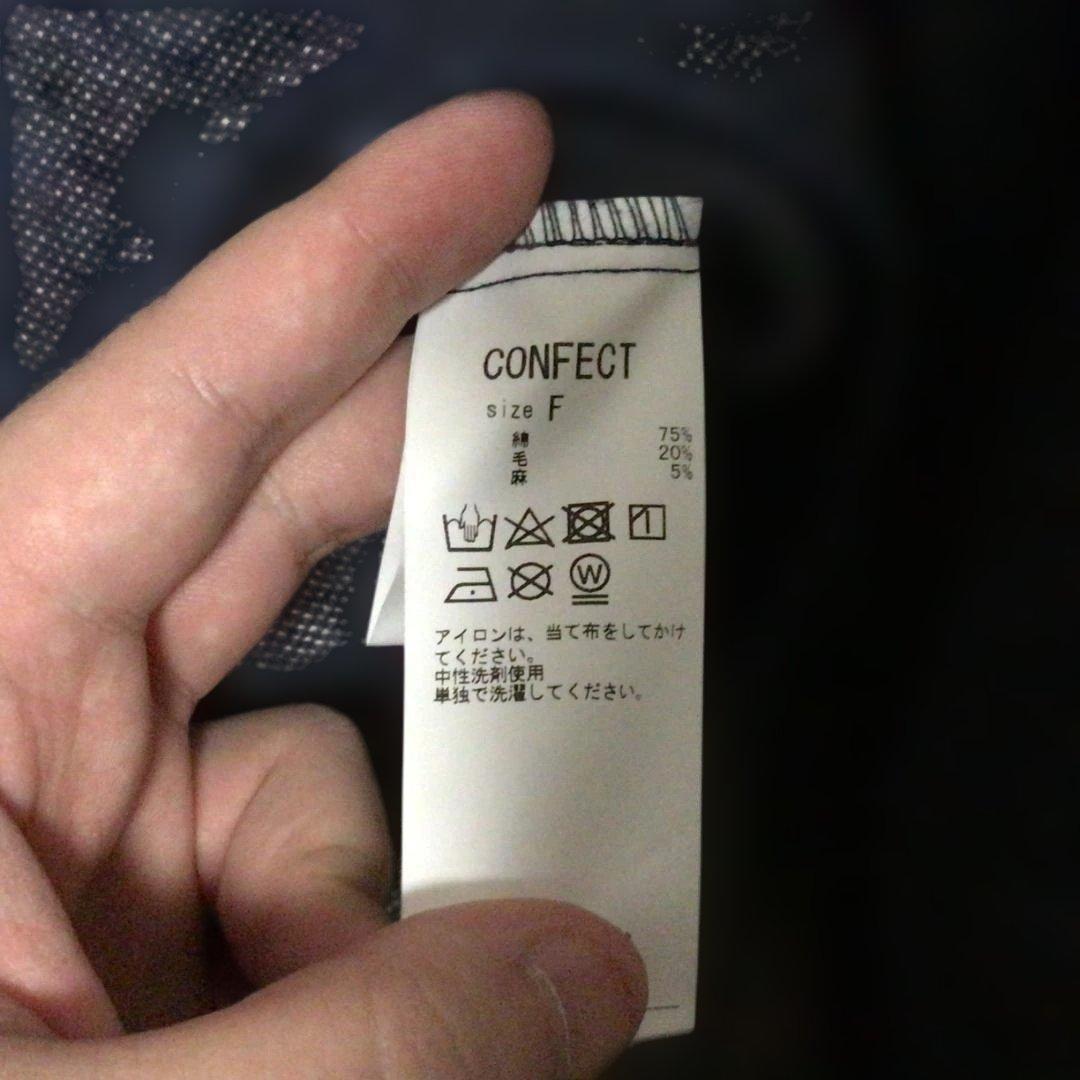 CONFECT
size F
綿 75%
毛 20%
麻 5%
W
アイロンは、当て布をしてかけ
てください。
中性洗剤使用
単独で洗濯してください。